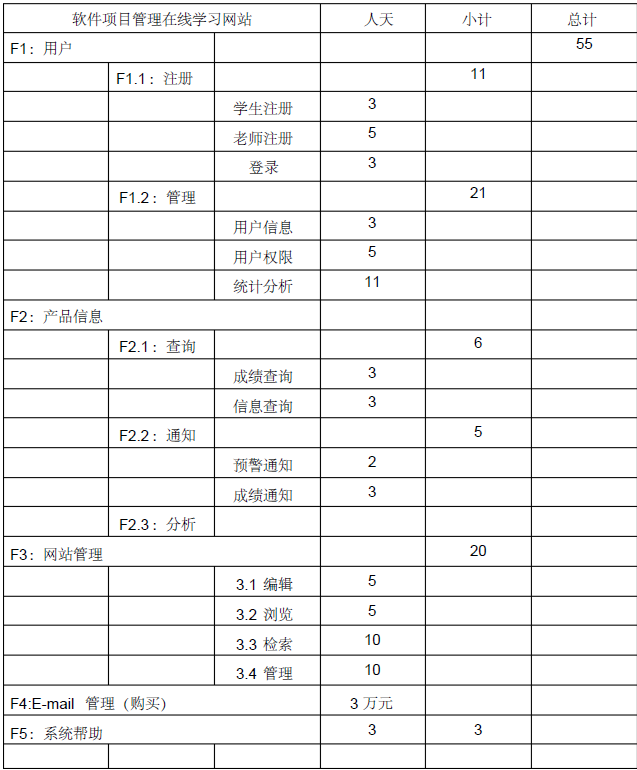 软件项目管理在线学习网站 人天 小计 总计
F1：用户 55
F1.1：注册 11
学生注册 3
老师注册 5
登录 3
F1.2：管理 21
用户信息 3
用户权限 5
统计分析 11
F2：产品信息
F2.1：查询 6
成绩查询 3
信息查询 3
F2.2：通知 5
预警通知 2
成绩通知 3
F2.3：分析
F3：网站管理 20
3.1 编辑 5
3.2 浏览 5
3.3 检索 10
3.4 管理 10
F4:E-mail 管理（购买） 3 万元
F5：系统帮助 3 3